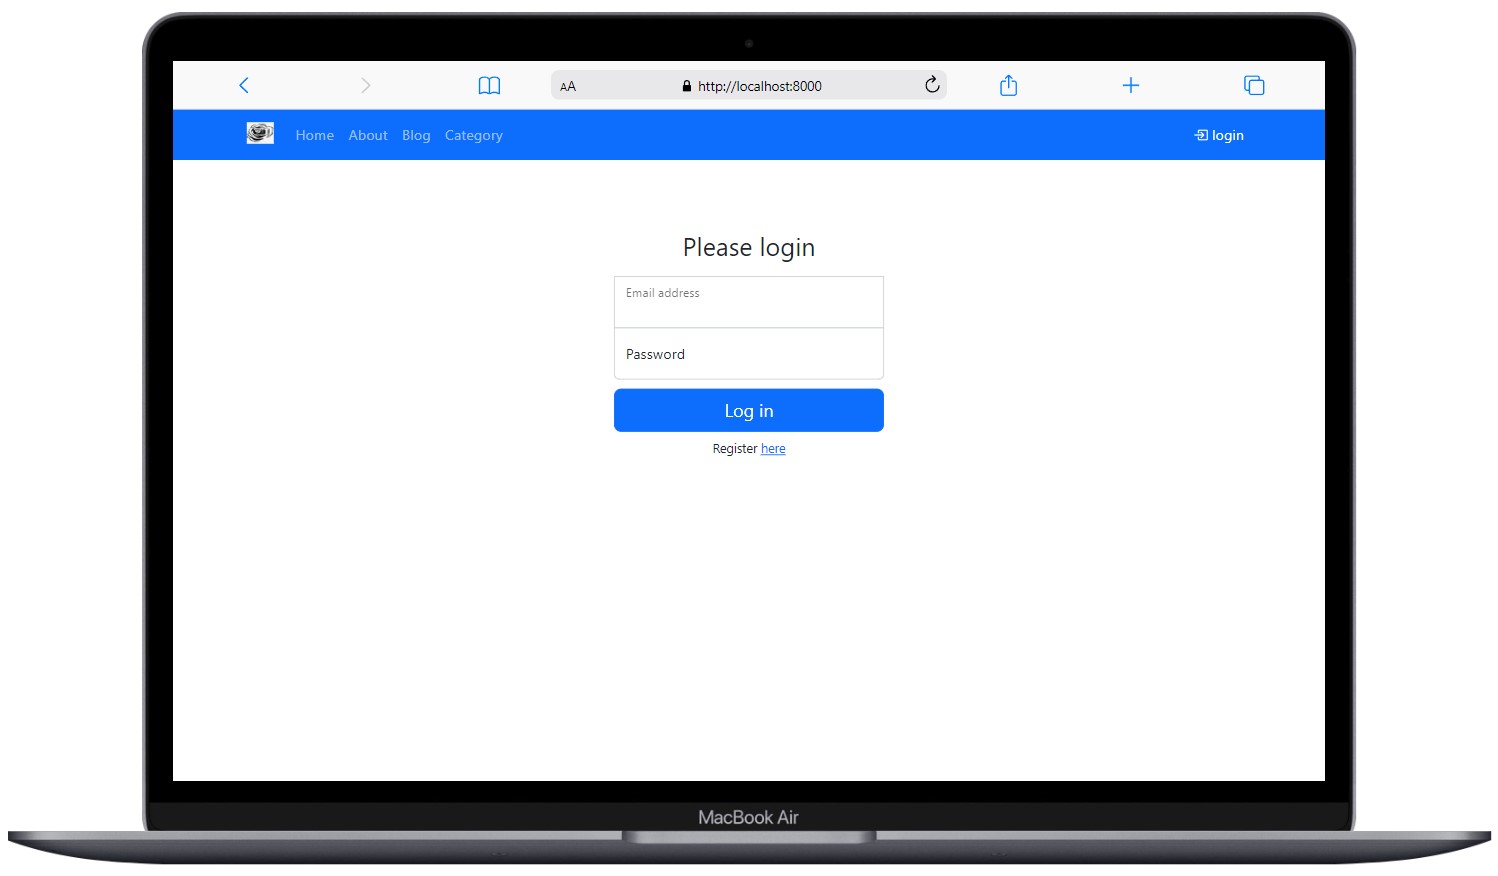 AA http://localhost:8000
Home About Blog Category login
Please login
Email address
Password
Log in
Register here
MacBook Air